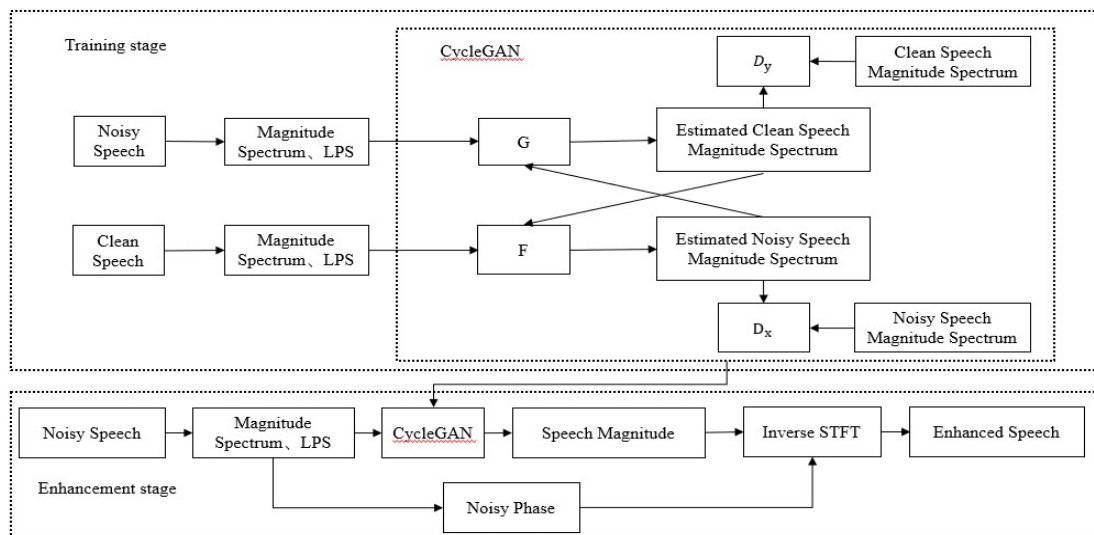 Training stage
CycleGAN
D_y
Clean Speech
Magnitude Spectrum
Noisy
Speech
Magnitude
Spectrum、LPS
G
Estimated Clean Speech
Magnitude Spectrum
Clean
Speech
Magnitude
Spectrum、LPS
F
Estimated Noisy Speech
Magnitude Spectrum
D_x
Noisy Speech
Magnitude Spectrum
Noisy Speech
Magnitude
Spectrum、LPS
CycleGAN
Speech Magnitude
Inverse STFT
Enhanced Speech
Enhancement stage
Noisy Phase